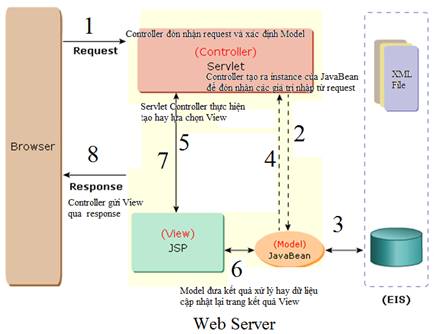 1
Request
Controller đón nhận request và xác định Model
(Controller)
Servlet
Controller tạo ra instance của JavaBean
để đón nhận các giá trị nhập từ request
XML
File
Servlet Controller thực hiện
tạo hay lựa chọn View
5
2
Browser
8
7
4
Response
Controller gửi View
qua response
3
(View)
JSP
(Model)
JavaBean
6
Model đưa kết quả xử lý hay dữ liệu
cập nhật lại trang kết quả View
(EIS)
Web Server